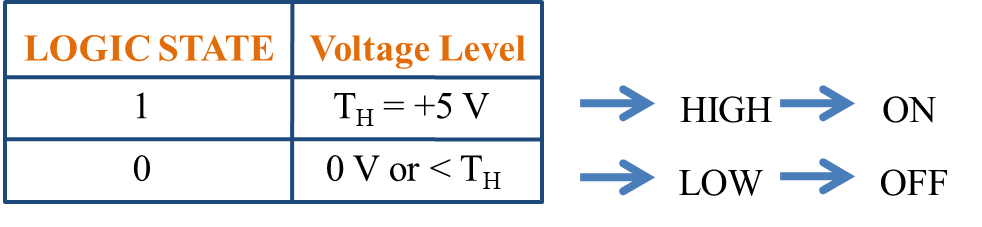 LOGIC STATE Voltage Level
1 TH = +5 V HIGH ON
0 0 V or < TH LOW OFF